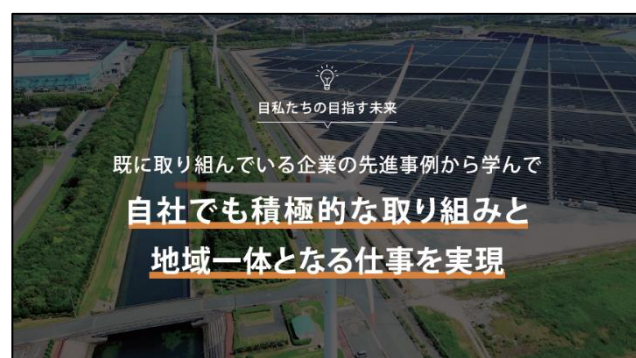 目私たちの目指す未来
既に取り組んでいる企業の先進事例から学んで
自社でも積極的な取り組みと
地域一体となる仕事を実現